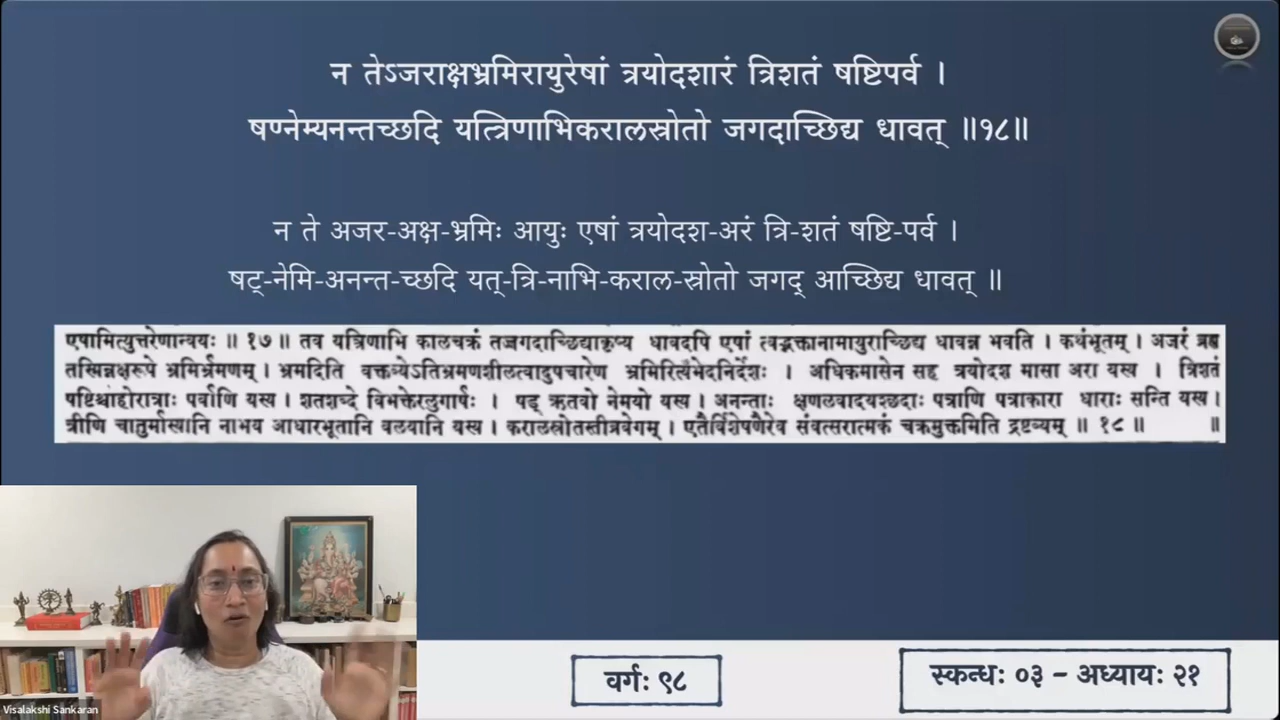 न तेऽजराक्षभ्रमिरायुरेषां त्रयोदशारं त्रिशतं षष्टिपर्व ।
षण्नेम्यनन्तच्छदि यत्त्रिणाभिकरालस्रोतो जगदाच्छिद्य धावत् ॥१८॥
न ते अजर-अक्ष-भ्रमिः आयुः एषां त्रयोदश-अरं त्रि-शतं षष्टि-पर्व ।
षट्-नेमि-अनन्त-च्छदि यत्-त्रि-नाभि-कराल-स्रोतो जगद् आच्छिद्य धावत् ॥
एषामित्युत्तरेणान्वयः ॥ १७ ॥ तव यत्त्रिणाभि कालचक्रं तज्जगदाच्छिद्याकृष्य धावदपि एषां त्वद्भक्तानामायुराच्छिद्य धावन्न भवति । कथंभूतम् । अजरं ब्रह्म
तस्मिन्नक्षरूपे भ्रमिर्भ्रमणम् । भ्रमदिति वक्तव्येऽतिभ्रमणशीलत्वादुपचारेण भ्रमिरित्यभेदनिर्देशः । अधिकमासेन सह त्रयोदश मासा अरा यस्य । त्रिशतं
षष्टिश्चाहोरात्राः पर्वाणि यस्य । शतशब्दे विभक्तेरलुगार्षः । षड् ऋतवो नेमयो यस्य । अनन्ताः क्षणलवादयश्छदाः पत्राणि पत्राकारा धाराः सन्ति यस्य ।
त्रीणि चातुर्मास्यानि नाभय आधारभूतानि वलयानि यस्य । करालस्रोतस्तीव्रवेगम् । एतैर्विशेषणैरेव संवत्सरात्मकं चक्रमुक्तमिति द्रष्टव्यम् ॥ १८ ॥ ॥
वर्गः ९८
स्कन्धः ०३ – अध्यायः २१
Visalakshi Sankaran